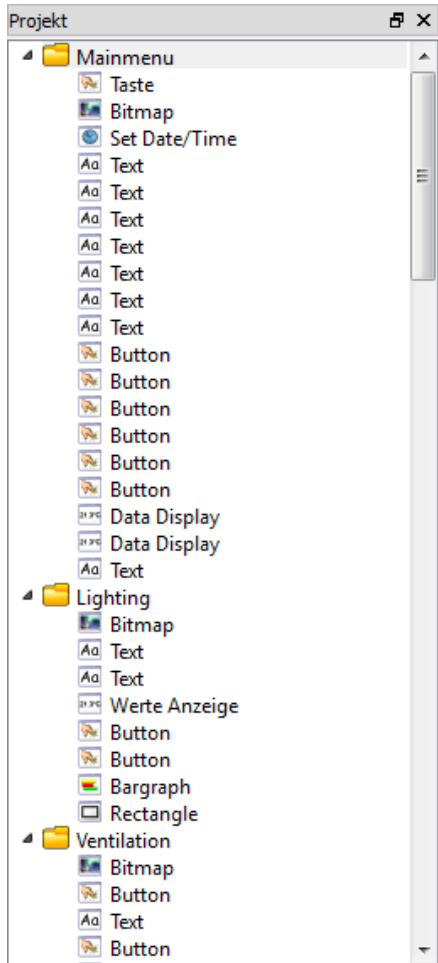 Projekt
Mainmenu
Taste
Bitmap
Set Date/Time
Text
Text
Text
Text
Text
Text
Text
Button
Button
Button
Button
Button
Button
Data Display
Data Display
Text
Lighting
Bitmap
Text
Text
Werte Anzeige
Button
Button
Bargraph
Rectangle
Ventilation
Bitmap
Button
Text
Button